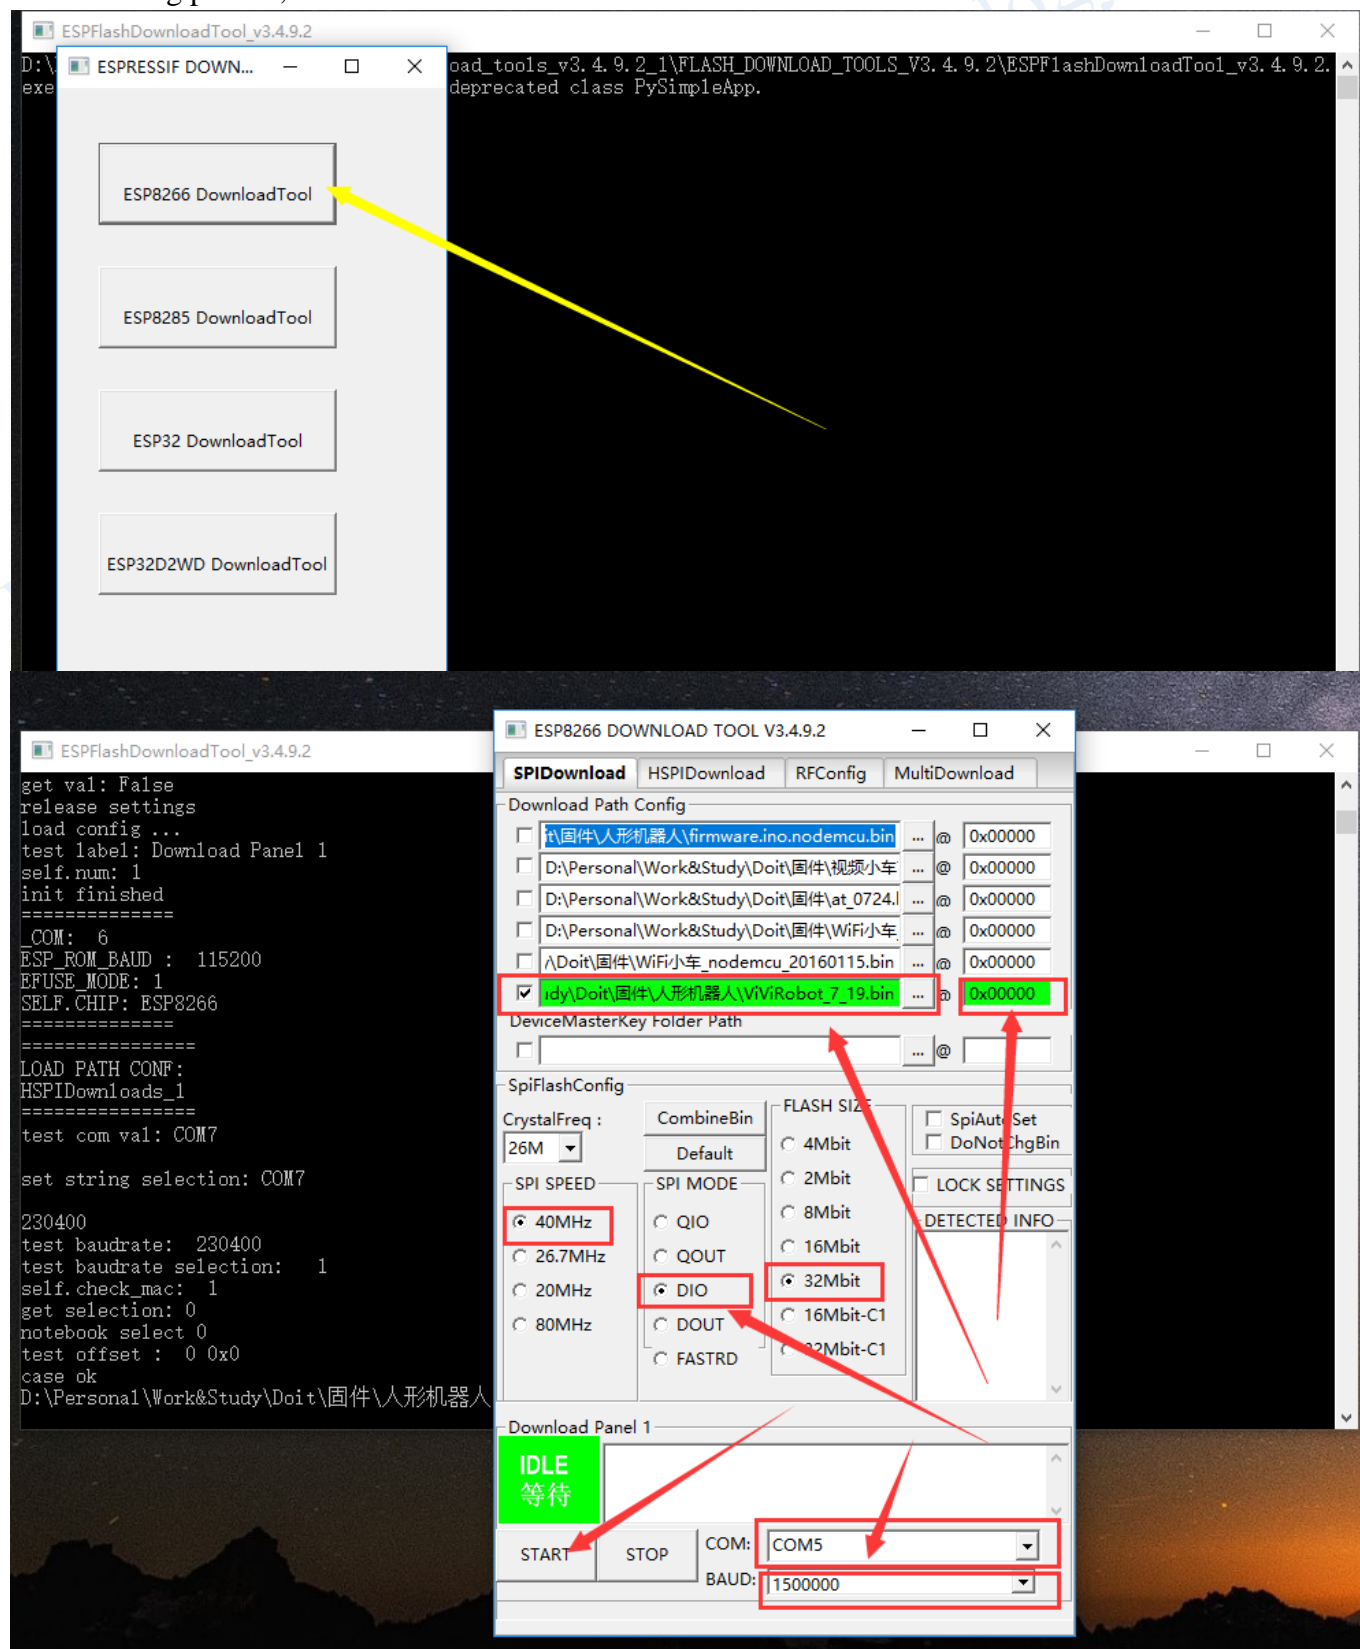 ESPFlashDownloadTool_v3.4.9.2
D:\
ESPRESSIF DOWN...
oad_tools_v3.4.9.2_1\FLASH_DOWNLOAD_TOOLS_V3.4.9.2\ESPFlashDownloadTool_v3.4.9.2.
exe
deprecated class PySimpleApp.
ESP8266 DownloadTool
ESP8285 DownloadTool
ESP32 DownloadTool
ESP32D2WD DownloadTool
ESPFlashDownloadTool_v3.4.9.2
get val: False
release settings
load config ...
test label: Download Panel 1
self.num: 1
init finished
==============
_COM:  6
ESP_ROM_BAUD :  115200
EFUSE_MODE: 1
SELF.CHIP: ESP8266
==============
================
LOAD PATH CONF:
HSPIDownloads_1
================
test com val: COM7
set string selection: COM7
230400
test baudrate:  230400
test baudrate selection:   1
self.check_mac:  1
get selection: 0
notebook select 0
test offset :  0 0x0
case ok
D:\Personal\Work&Study\Doit\固件\人形机器人
ESP8266 DOWNLOAD TOOL V3.4.9.2
SPIDownload HSPIDownload RFConfig MultiDownload
Download Path Config
it\固件\人形机器人\firmware.ino.nodemcu.bin ... @ 0x00000
D:\Personal\Work&Study\Doit\固件\视频小车 ... @ 0x00000
D:\Personal\Work&Study\Doit\固件\at_0724.l ... @ 0x00000
D:\Personal\Work&Study\Doit\固件\WiFi小车_ ... @ 0x00000
\Doit\固件\WiFi小车_nodemcu_20160115.bin ... @ 0x00000
udy\Doit\固件\人形机器人\ViViRobot_7_19.bin ... @ 0x00000
DeviceMasterKey Folder Path
... @
SpiFlashConfig
CrystalFreq :
26M
CombineBin
Default
SPI SPEED
40MHz
26.7MHz
20MHz
80MHz
SPI MODE
QIO
QOUT
DIO
DOUT
FASTRD
FLASH SIZE
4Mbit
2Mbit
8Mbit
16Mbit
32Mbit
16Mbit-C1
32Mbit-C1
SpiAutoSet
DoNotChgBin
LOCK SETTINGS
DETECTED INFO
Download Panel 1
IDLE
等待
START STOP
COM: COM5
BAUD: 1500000